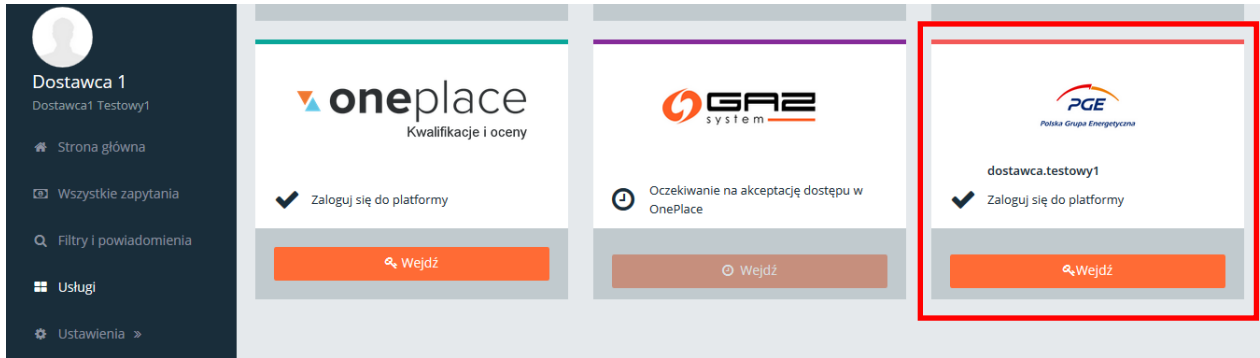 Dostawca 1
Dostawca1 Testowy1
Strona główna
Wszystkie zapytania
Filtry i powiadomienia
Usługi
Ustawienia »
oneplace
Kwalifikacje i oceny
Zaloguj się do platformy
Wejdź
GAZ
system
Oczekiwanie na akceptację dostępu w
OnePlace
Wejdź
PGE
Polska Grupa Energetyczna
dostawca.testowy1
Zaloguj się do platformy
Wejdź